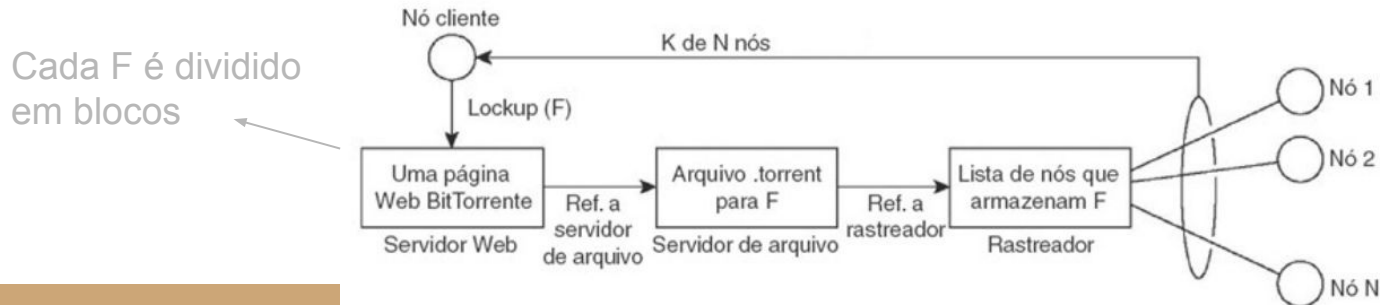 Cada F é dividido
em blocos
Nó cliente
K de N nós
Lockup (F)
Uma página
Web BitTorrente
Servidor Web
Ref. a
servidor
de arquivo
Arquivo .torrent
para F
Servidor de arquivo
Ref. a
rastreador
Lista de nós que
armazenam F
Rastreador
Nó 1
Nó 2
Nó N